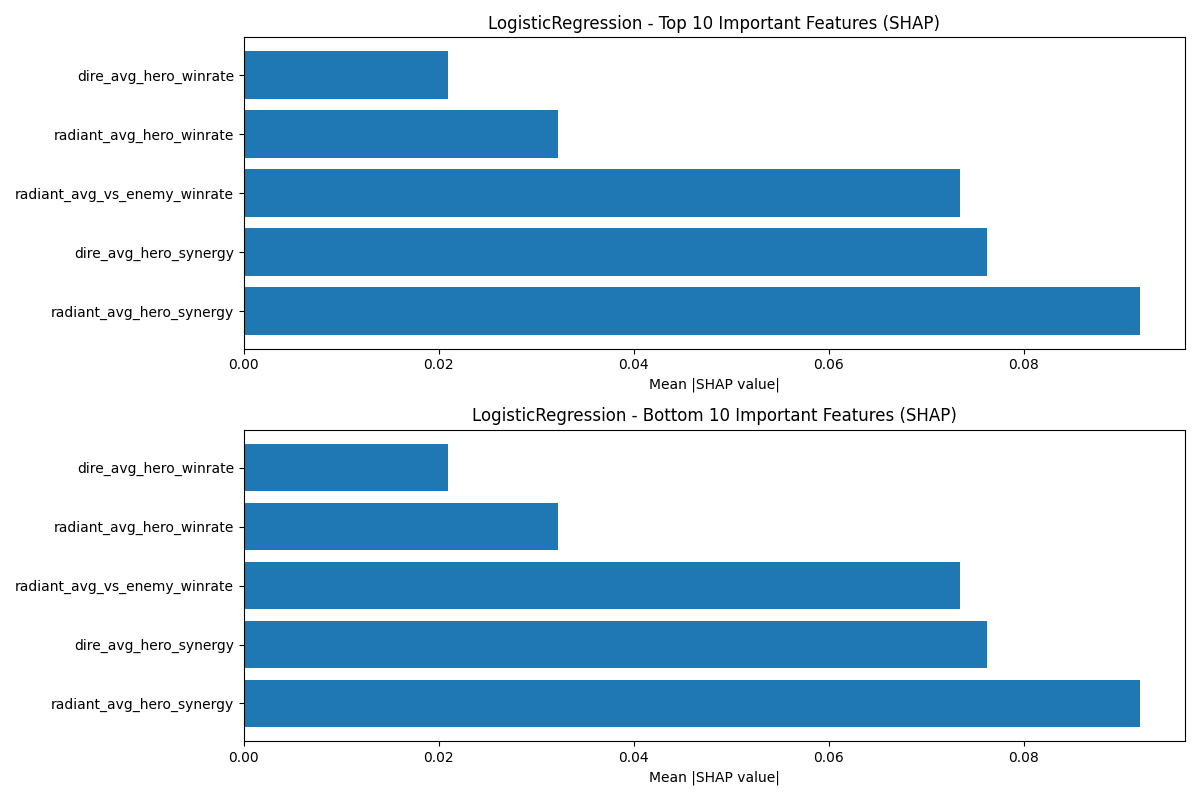 LogisticRegression - Top 10 Important Features (SHAP)
dire_avg_hero_winrate
radiant_avg_hero_winrate
radiant_avg_vs_enemy_winrate
dire_avg_hero_synergy
radiant_avg_hero_synergy
0.00 0.02 0.04 0.06 0.08
Mean |SHAP value|
LogisticRegression - Bottom 10 Important Features (SHAP)
dire_avg_hero_winrate
radiant_avg_hero_winrate
radiant_avg_vs_enemy_winrate
dire_avg_hero_synergy
radiant_avg_hero_synergy
0.00 0.02 0.04 0.06 0.08
Mean |SHAP value|